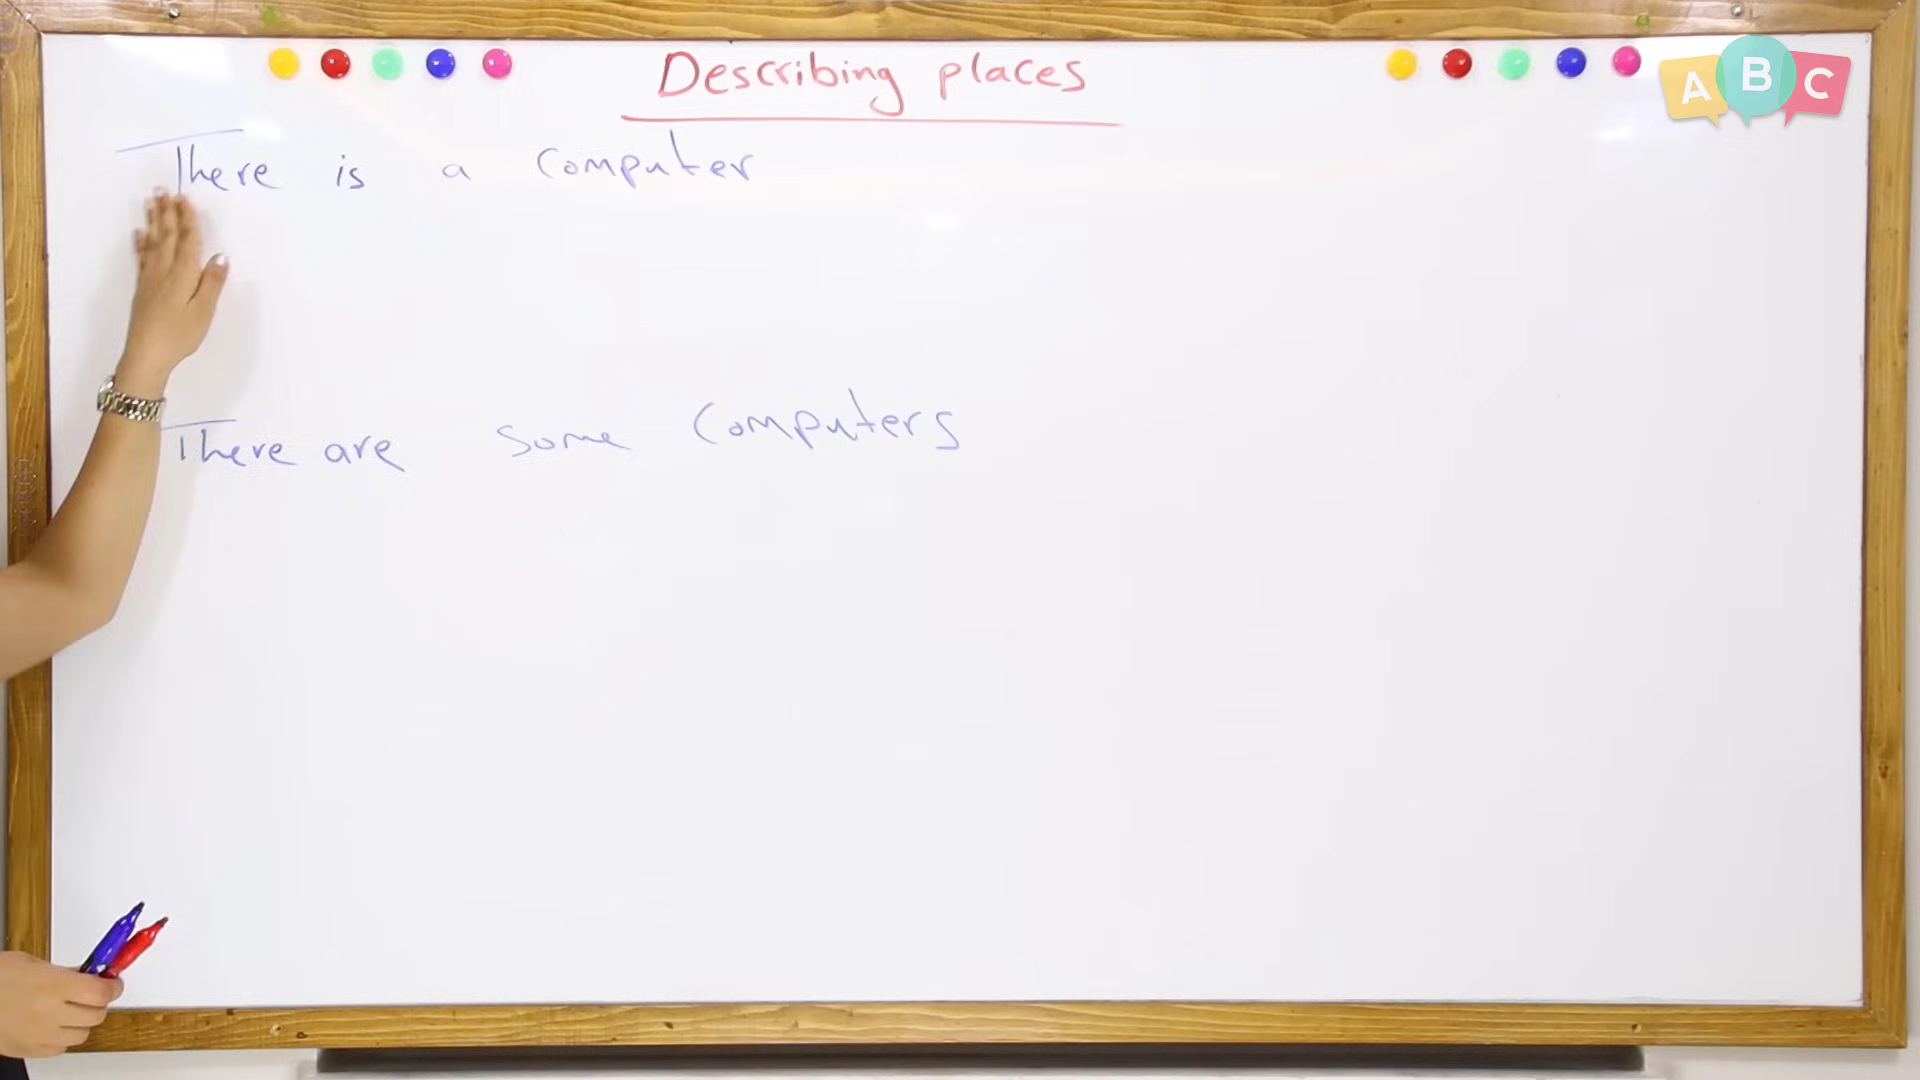 Describing places
ABC
There is a computer
There are some computers